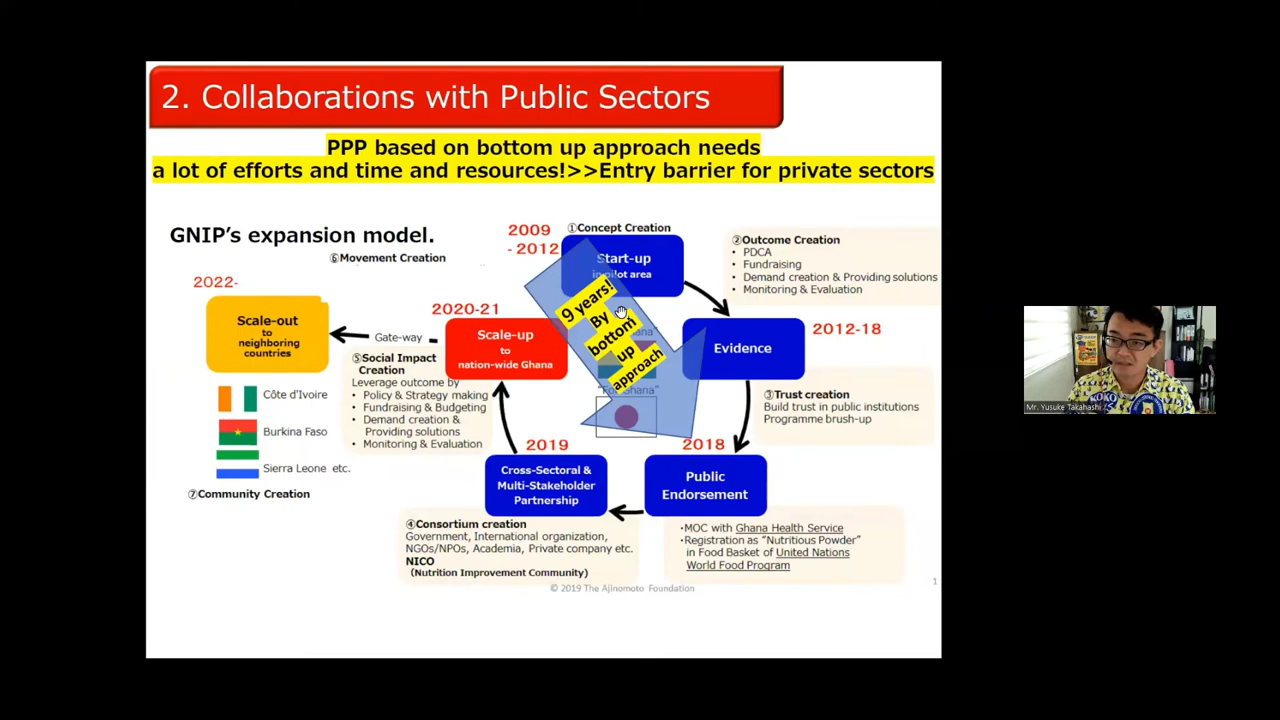 2. Collaborations with Public Sectors
PPP based on bottom up approach needs
a lot of efforts and time and resources!>>Entry barrier for private sectors
GNIP's expansion model.
⑥Movement Creation
2009
- 2012
①Concept Creation
Start-up
in pilot area
②Outcome Creation
• PDCA
• Fundraising
• Demand creation & Providing solutions
• Monitoring & Evaluation
2022-
Scale-out
to
neighboring
countries
Gate-way
2020-21
Scale-up
to
nation-wide Ghana
9 years!
By
bottom
up
approach
Evidence
2012-18
⑤Social Impact
Creation
Leverage outcome by
• Policy & Strategy making
• Fundraising & Budgeting
• Demand creation &
Providing solutions
• Monitoring & Evaluation
Côte d'Ivoire
Burkina Faso
Sierra Leone etc.
⑦Community Creation
③Trust creation
Build trust in public institutions
Programme brush-up
2019
Cross-Sectoral &
Multi-Stakeholder
Partnership
2018
Public
Endorsement
④Consortium creation
Government, International organization,
NGOs/NPOs, Academia, Private company etc.
NICO
(Nutrition Improvement Community)
・MOC with Ghana Health Service
・Registration as "Nutritious Powder"
in Food Basket of United Nations
World Food Program
© 2019 The Ajinomoto Foundation
1
KOKO
Mr. Yusuke Takahashi